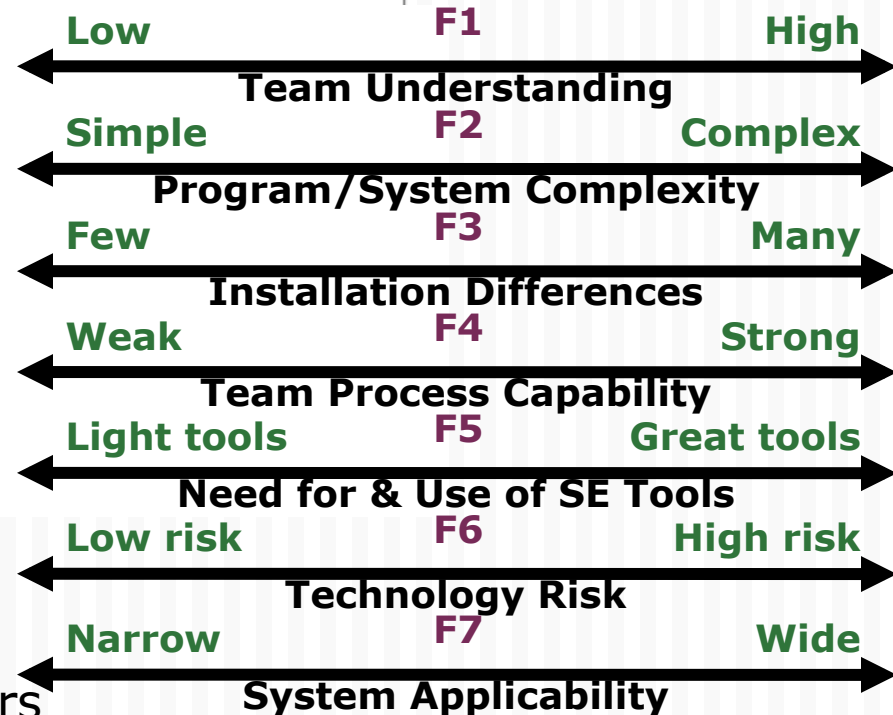 Low F1 High
Team Understanding
Simple F2 Complex
Program/System Complexity
Few F3 Many
Installation Differences
Weak F4 Strong
Team Process Capability
Light tools F5 Great tools
Need for & Use of SE Tools
Low risk F6 High risk
Technology Risk
Narrow F7 Wide
rs System Applicability